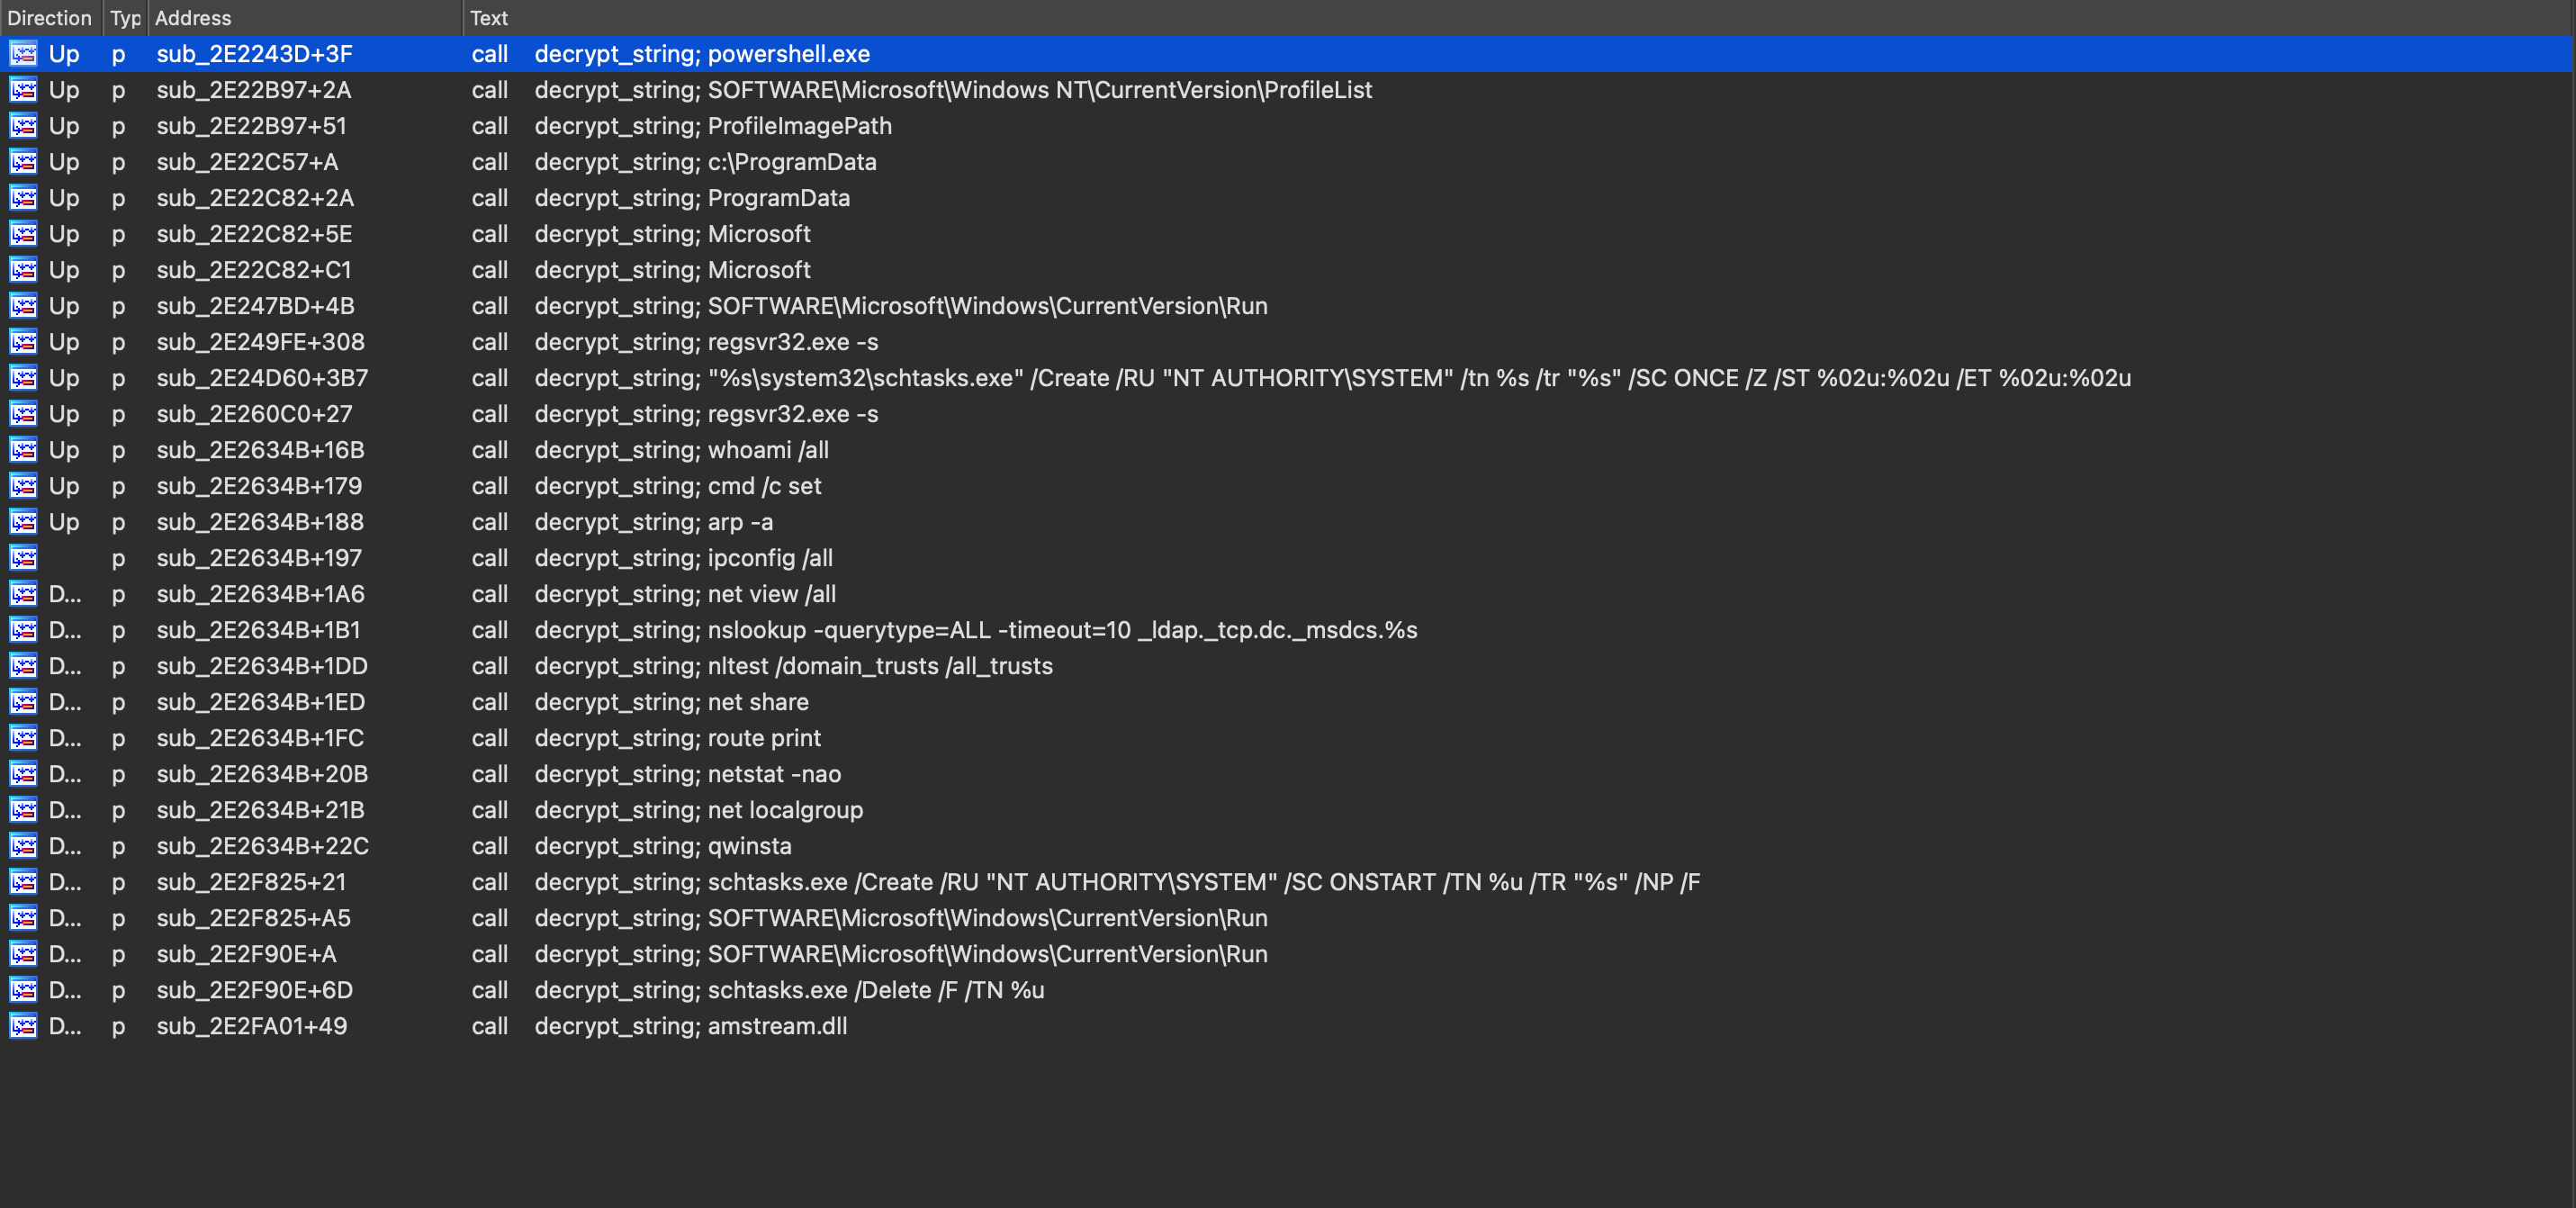 Direction Typ Address Text
Up p sub_2E2243D+3F call decrypt_string; powershell.exe
Up p sub_2E22B97+2A call decrypt_string; SOFTWARE\Microsoft\Windows NT\CurrentVersion\ProfileList
Up p sub_2E22B97+51 call decrypt_string; ProfileImagePath
Up p sub_2E22C57+A call decrypt_string; c:\ProgramData
Up p sub_2E22C82+2A call decrypt_string; ProgramData
Up p sub_2E22C82+5E call decrypt_string; Microsoft
Up p sub_2E22C82+C1 call decrypt_string; Microsoft
Up p sub_2E247BD+4B call decrypt_string; SOFTWARE\Microsoft\Windows\CurrentVersion\Run
Up p sub_2E249FE+308 call decrypt_string; regsvr32.exe -s
Up p sub_2E24D60+3B7 call decrypt_string; "%s\system32\schtasks.exe" /Create /RU "NT AUTHORITY\SYSTEM" /tn %s /tr "%s" /SC ONCE /Z /ST %02u:%02u /ET %02u:%02u
Up p sub_2E260C0+27 call decrypt_string; regsvr32.exe -s
Up p sub_2E2634B+16B call decrypt_string; whoami /all
Up p sub_2E2634B+179 call decrypt_string; cmd /c set
Up p sub_2E2634B+188 call decrypt_string; arp -a
p sub_2E2634B+197 call decrypt_string; ipconfig /all
D... p sub_2E2634B+1A6 call decrypt_string; net view /all
D... p sub_2E2634B+1B1 call decrypt_string; nslookup -querytype=ALL -timeout=10 _ldap._tcp.dc._msdcs.%s
D... p sub_2E2634B+1DD call decrypt_string; nltest /domain_trusts /all_trusts
D... p sub_2E2634B+1ED call decrypt_string; net share
D... p sub_2E2634B+1FC call decrypt_string; route print
D... p sub_2E2634B+20B call decrypt_string; netstat -nao
D... p sub_2E2634B+21B call decrypt_string; net localgroup
D... p sub_2E2634B+22C call decrypt_string; qwinsta
D... p sub_2E2F825+21 call decrypt_string; schtasks.exe /Create /RU "NT AUTHORITY\SYSTEM" /SC ONSTART /TN %u /TR "%s" /NP /F
D... p sub_2E2F825+A5 call decrypt_string; SOFTWARE\Microsoft\Windows\CurrentVersion\Run
D... p sub_2E2F90E+A call decrypt_string; SOFTWARE\Microsoft\Windows\CurrentVersion\Run
D... p sub_2E2F90E+6D call decrypt_string; schtasks.exe /Delete /F /TN %u
D... p sub_2E2FA01+49 call decrypt_string; amstream.dll